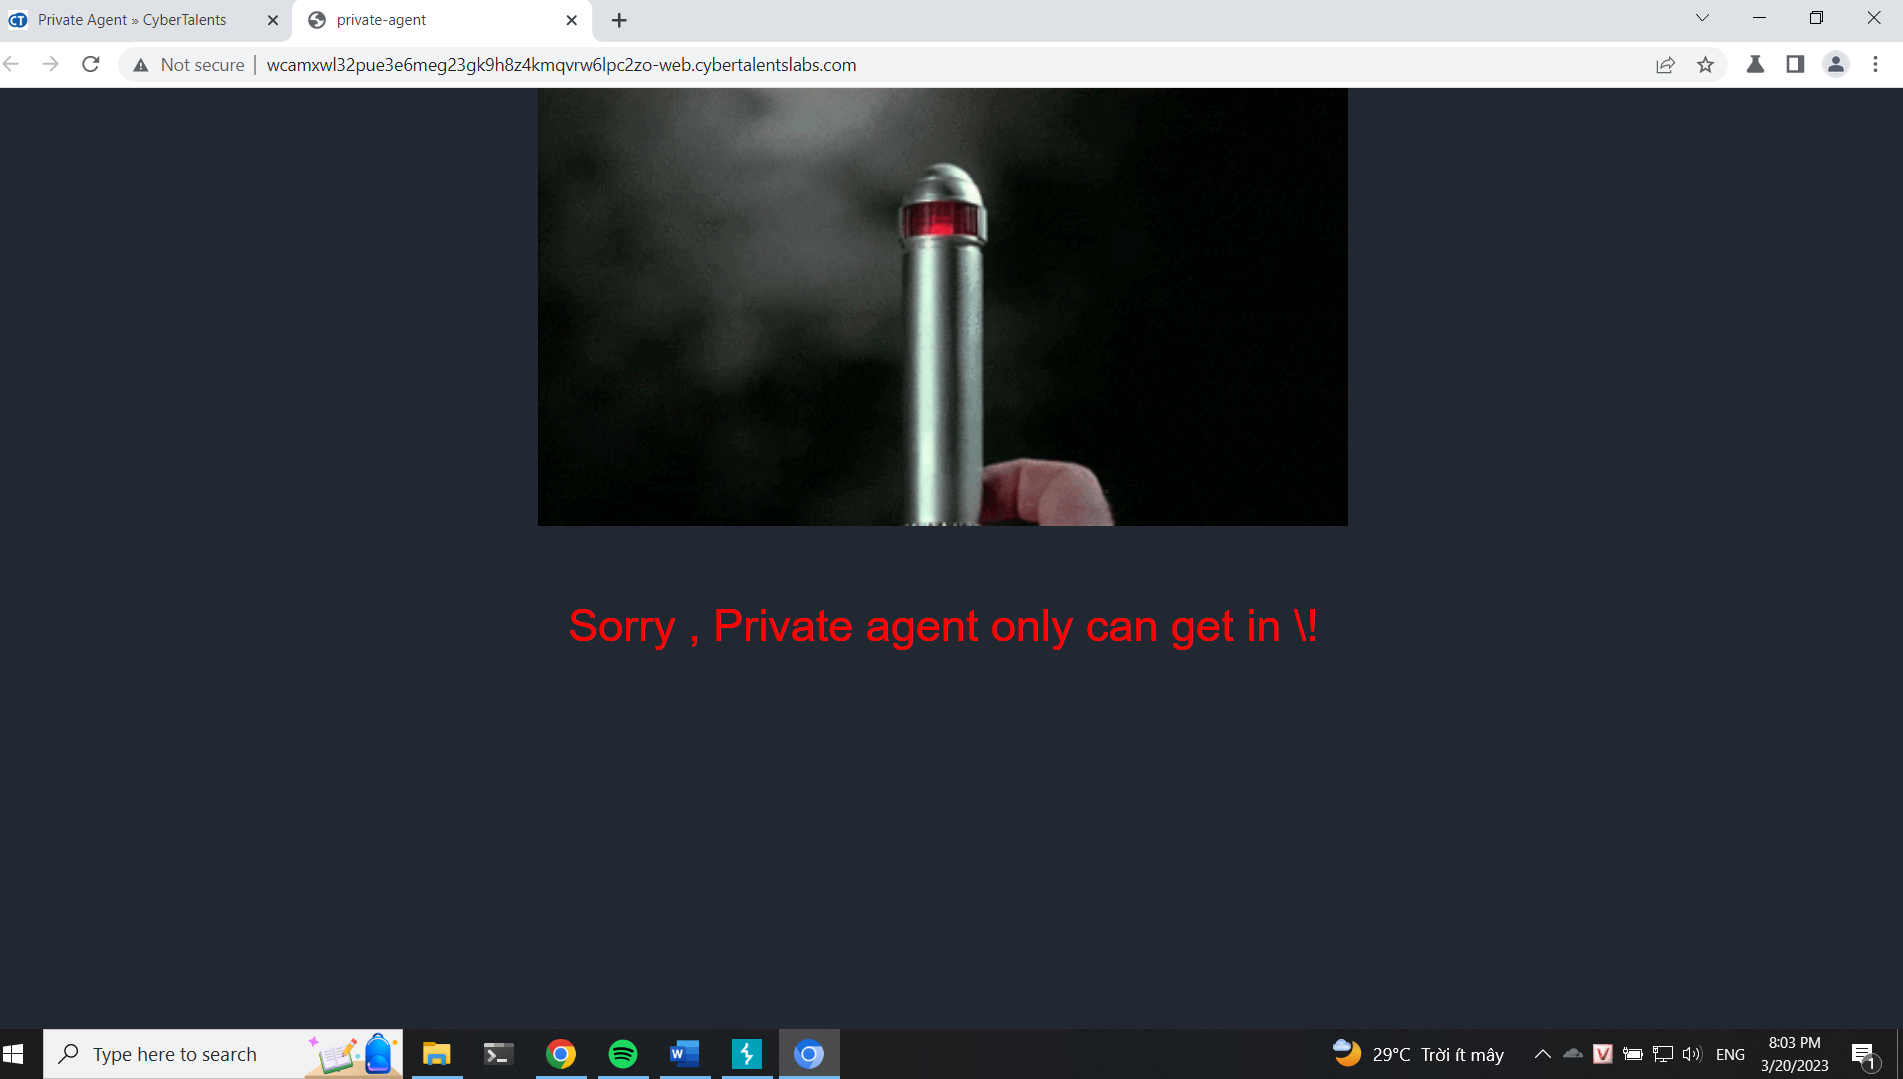 Private Agent » CyberTalents
private-agent
Not secure
wcamxwl32pue3e6meg23gk9h8z4kmqvrw6lpc2zo-web.cybertalentslabs.com
Sorry , Private agent only can get in \!
Type here to search
29°C Trời ít mây
ENG
8:03 PM
3/20/2023
1